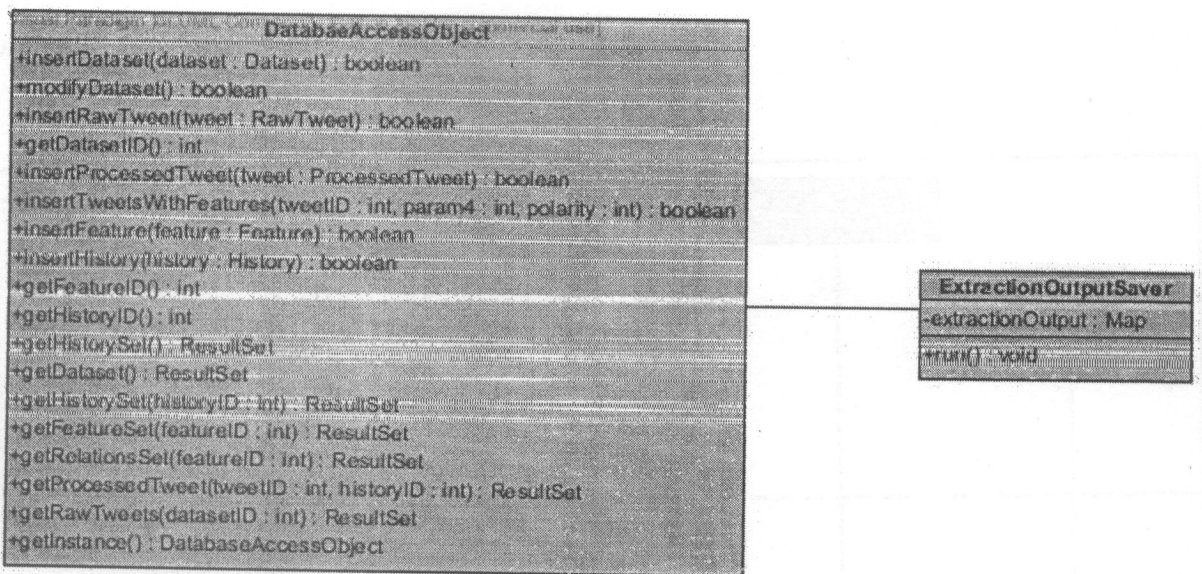 DatabaeAccessObject
+insertDataset(dataset : Dataset) : boolean
+modifyDataset() : boolean
+insertRawTweet(tweet : RawTweet) : boolean
+getDatasetID() : int
+insertProcessedTweet(tweet : ProcessedTweet) : boolean
+insertTweetsWithFeatures(tweetID : int, param4 : int, polarity : int) : boolean
+insertFeature(feature : Feature) : boolean
+insertHistory(history : History) : boolean
+getFeatureID() : int
+getHistoryID() : int
+getHistorySet() : ResultSet
+getDataset() : ResultSet
+getHistorySet(historyID : int) : ResultSet
+getFeatureSet(featureID : int) : ResultSet
+getRelationsSet(featureID : int) : ResultSet
+getProcessedTweet(tweetID : int, historyID : int) : ResultSet
+getRawTweets(datasetID : int) : ResultSet
+getInstance() : DatabaseAccessObject
ExtractionOutputSaver
-extractionOutput : Map
+run() : void